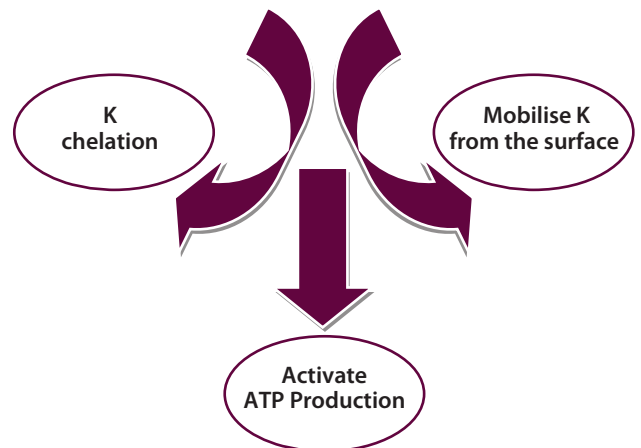 K
chelation
Mobilise K
from the surface
Activate
ATP Production